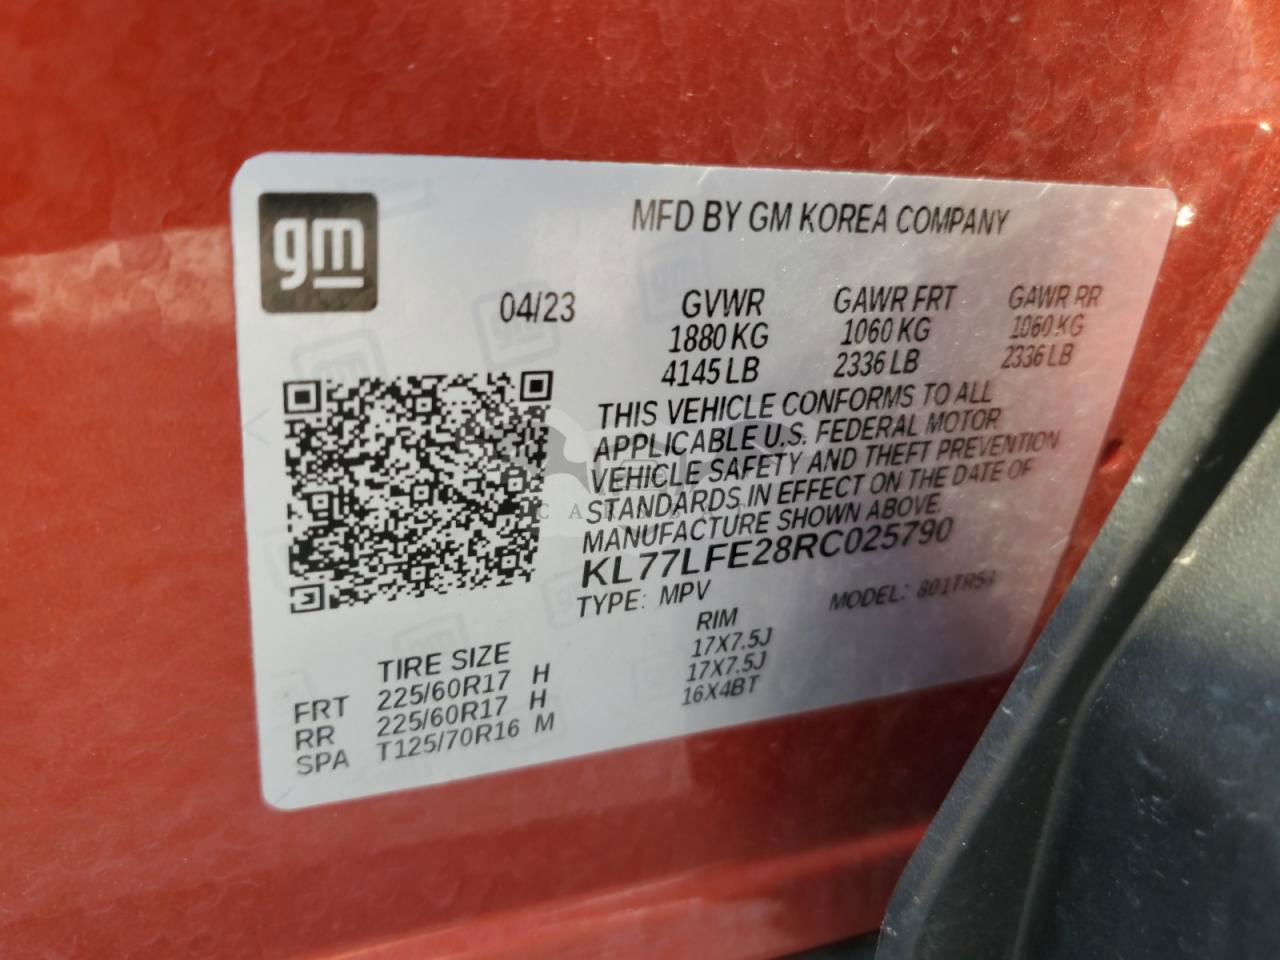 gm
MFD BY GM KOREA COMPANY
04/23
GVWR GAWR FRT GAWR RR
1880 KG 1060 KG 1060 KG
4145 LB 2336 LB 2336 LB
THIS VEHICLE CONFORMS TO ALL
APPLICABLE U.S. FEDERAL MOTOR
VEHICLE SAFETY AND THEFT PREVENTION
STANDARDS IN EFFECT ON THE DATE OF
MANUFACTURE SHOWN ABOVE.
KL77LFE28RC025790
TYPE: MPV MODEL:
TIRE SIZE RIM
FRT 225/60R17 H 17X7.5J
RR 225/60R17 H 17X7.5J
SPA T125/70R16 M 16X4BT